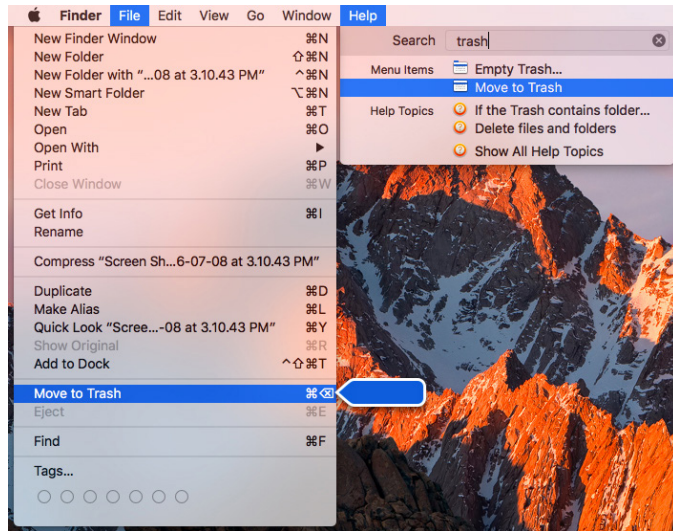 Finder File Edit View Go Window Help
New Finder Window ⌘N
New Folder ⇧⌘N
New Folder with “...08 at 3.10.43 PM” ^⌘N
New Smart Folder ⌥⌘N
New Tab ⌘T
Open ⌘O
Open With ▶
Print ⌘P
Close Window ⌘W
Get Info ⌘I
Rename
Compress “Screen Sh...6-07-08 at 3.10.43 PM”
Duplicate ⌘D
Make Alias ⌘L
Quick Look “Scree...-08 at 3.10.43 PM” ⌘Y
Show Original ⌘R
Add to Dock ^⇧⌘T
Move to Trash ⌘⌫
Eject ⌘E
Find ⌘F
Tags...
Search trash
Menu Items Empty Trash...
Move to Trash
Help Topics If the Trash contains folder...
Delete files and folders
Show All Help Topics